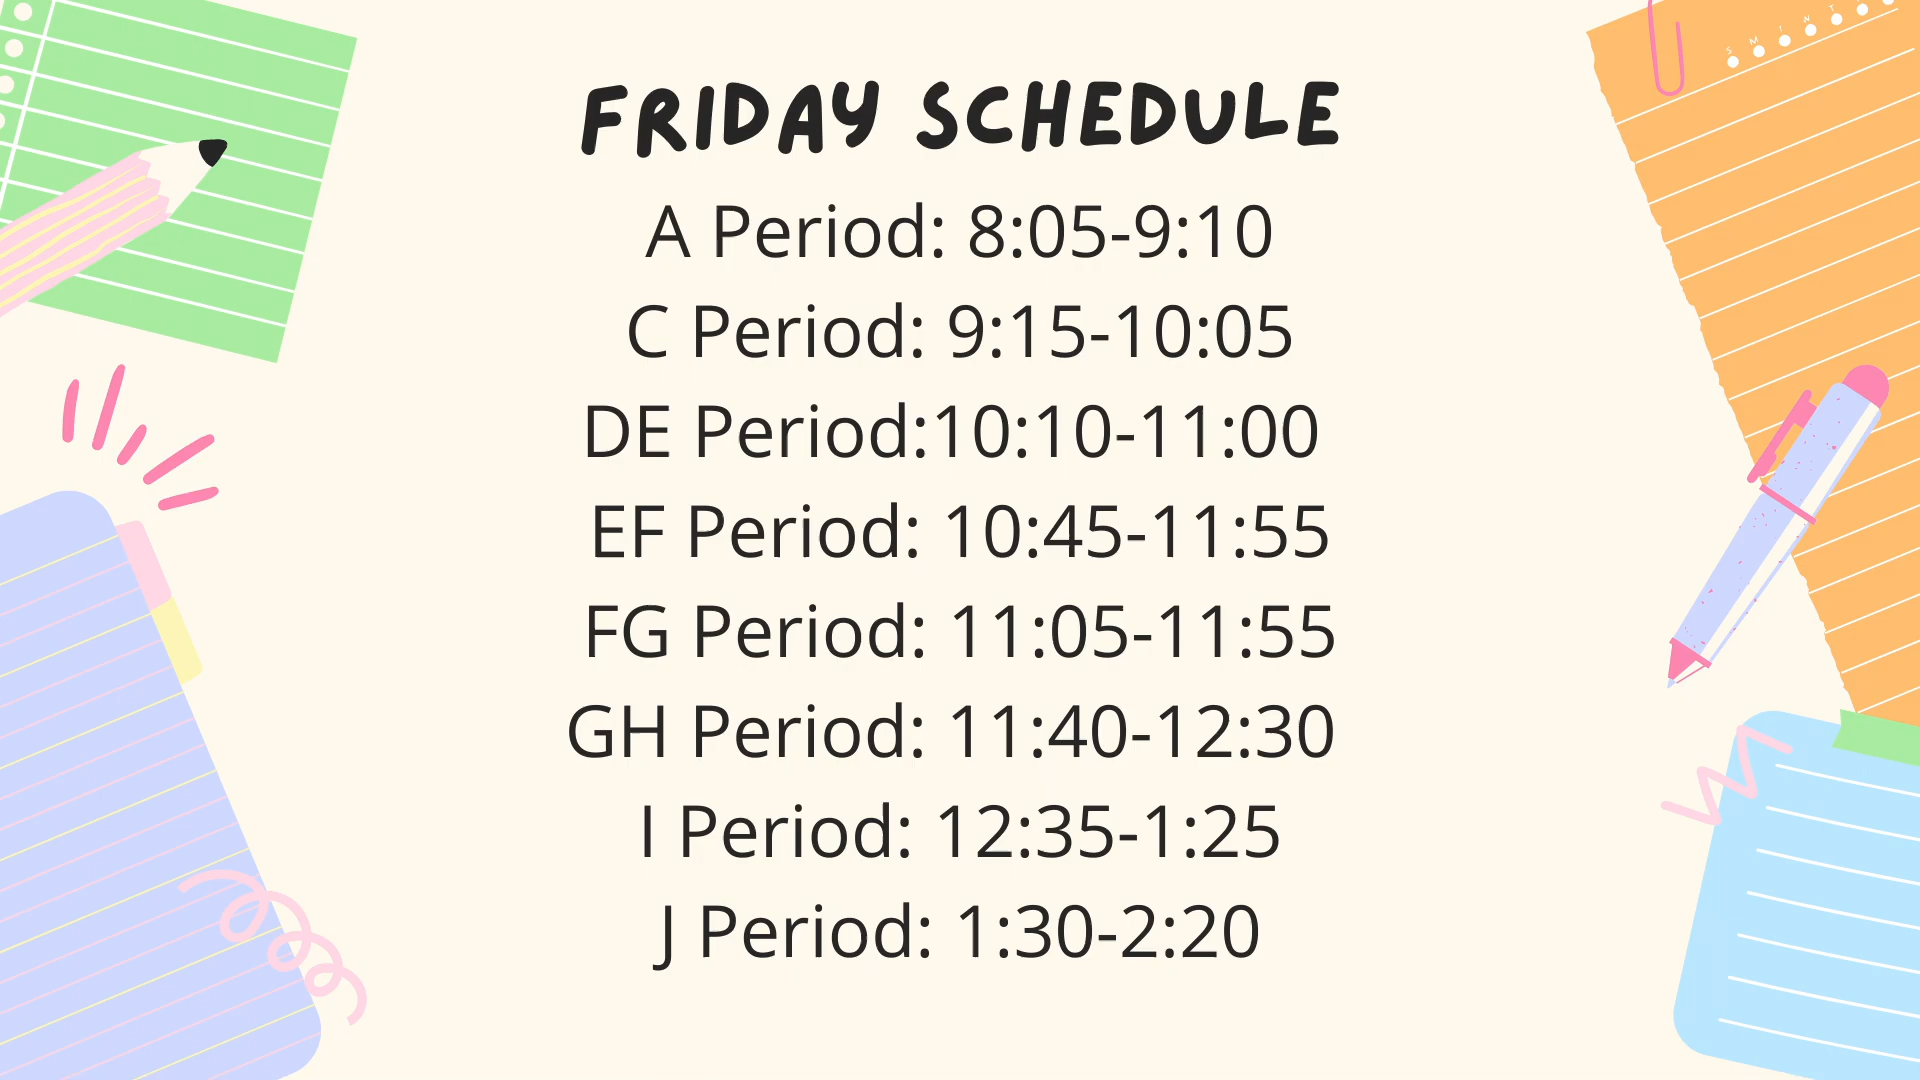 FRIDAY SCHEDULE
A Period: 8:05-9:10
C Period: 9:15-10:05
DE Period:10:10-11:00
EF Period: 10:45-11:55
FG Period: 11:05-11:55
GH Period: 11:40-12:30
I Period: 12:35-1:25
J Period: 1:30-2:20
S M T W T